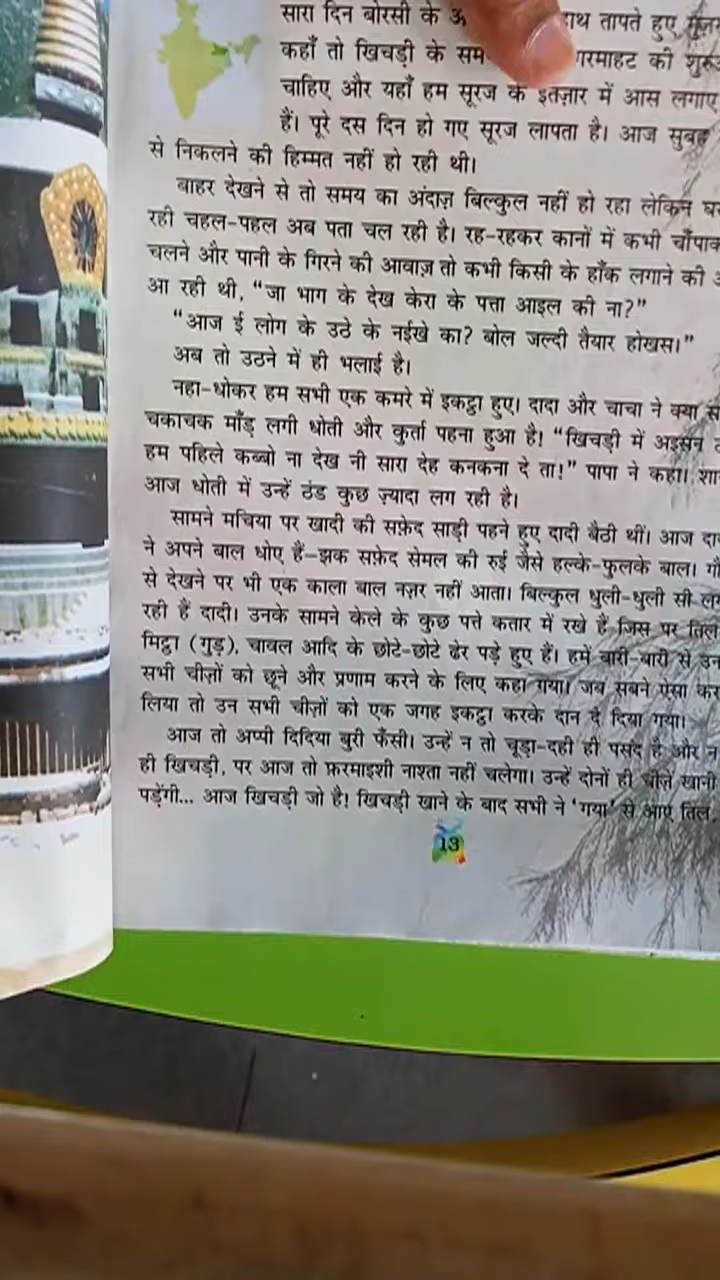 सारा दिन बोरसी के हाथ तापते हुए
कहाँ तो खिचड़ी के गरमाहट की
चाहिए और यहाँ हम सूरज के इंतज़ार में आस लगाए
हैं। पूरे दस दिन हो गए सूरज लापता है। आज सुबह
से निकलने की हिम्मत नहीं हो रही थी।
बाहर देखने से तो समय का अंदाज़ बिल्कुल नहीं हो रहा लेकिन
रही चहल-पहल अब पता चल रही है। रह-रहकर कानों में कभी
चलने और पानी के गिरने की आवाज़ तो कभी किसी के हाँक लगाने की
आ रही थी, “जा भाग के देख केरा के पत्ता आइल की ना?”
“आज ई लोग के उठे के नईखे का? बोल जल्दी तैयार होखस।”
अब तो उठने में ही भलाई है।
नहा-धोकर हम सभी एक कमरे में इकट्ठा हुए। दादा और चाचा ने क्या
चकाचक माँड़ लगी धोती और कुर्ता पहना हुआ है! “खिचड़ी में अइसन
हम पहिले कब्बो ना देख नी सारा देह कनकना दे ता!” पापा ने कहा।
आज धोती में उन्हें ठंड कुछ ज़्यादा लग रही है।
सामने मचिया पर खादी की सफ़ेद साड़ी पहने हुए दादी बैठी थीं। आज
ने अपने बाल धोए हैं–झक सफ़ेद सेमल की रुई जैसे हल्के-फुलके बाल।
से देखने पर भी एक काला बाल नज़र नहीं आता। बिल्कुल धुली-धुली सी
रही हैं दादी। उनके सामने केले के कुछ पत्ते कतार में रखे हैं जिस पर तिल
मिट्ठा (गुड़), चावल आदि के छोटे-छोटे ढेर पड़े हुए हैं। हमें बारी-बारी से उन
सभी चीज़ों को छूने और प्रणाम करने के लिए कहा गया। जब सबने ऐसा कर
लिया तो उन सभी चीज़ों को एक जगह इकट्ठा करके दान दे दिया गया।
आज तो अप्पी दिदिया बुरी फँसी। उन्हें न तो चूड़ा-दही ही पसंद है और न
ही खिचड़ी, पर आज तो फ़रमाइशी नाश्ता नहीं चलेगा। उन्हें दोनों ही चीज़ें खानी
पड़ेंगी... आज खिचड़ी जो है! खिचड़ी खाने के बाद सभी ने ‘गया’ से आए तिल,
13